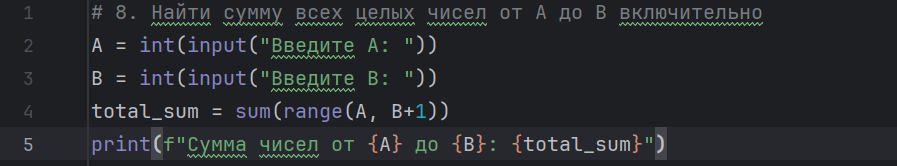 1 # 8. Найти сумму всех целых чисел от A до B включительно
2 A = int(input("Введите A: "))
3 B = int(input("Введите B: "))
4 total_sum = sum(range(A, B+1))
5 print(f"Сумма чисел от {A} до {B}: {total_sum}")